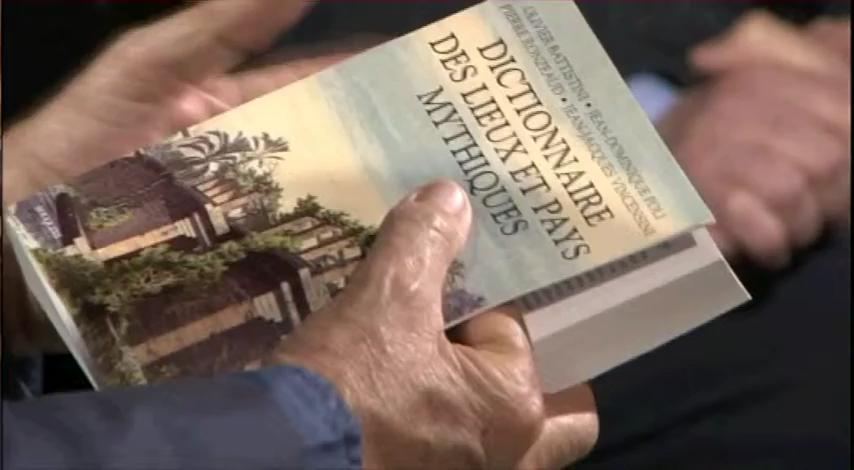 OLIVIER BATTISTINI • JEAN-DOMINIQUE POLI
PIERRE RONZEAUD • JEAN-JACQUES VINCENSINI
DICTIONNAIRE
DES LIEUX ET PAYS
MYTHIQUES